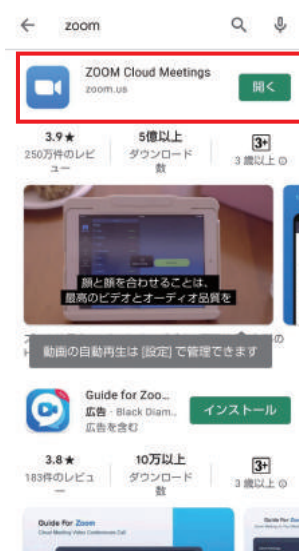 zoom
ZOOM Cloud Meetings
zoom.us
開く
3.9★
250万件のレビ
ュー
5億以上
ダウンロード
数
3+
3 歳以上
顔と顔を合わせることは、
最高のビデオとオーディオ品質を
動画の自動再生は [設定] で管理できます
Guide for Zoo...
広告・Black Diam..
広告を含む
インストール
3.8★
183件のレビュ
ー
10万以上
ダウンロード
数
3+
3 歳以上
Guide For Zoom
Cloud Meeting Video Conferences Call